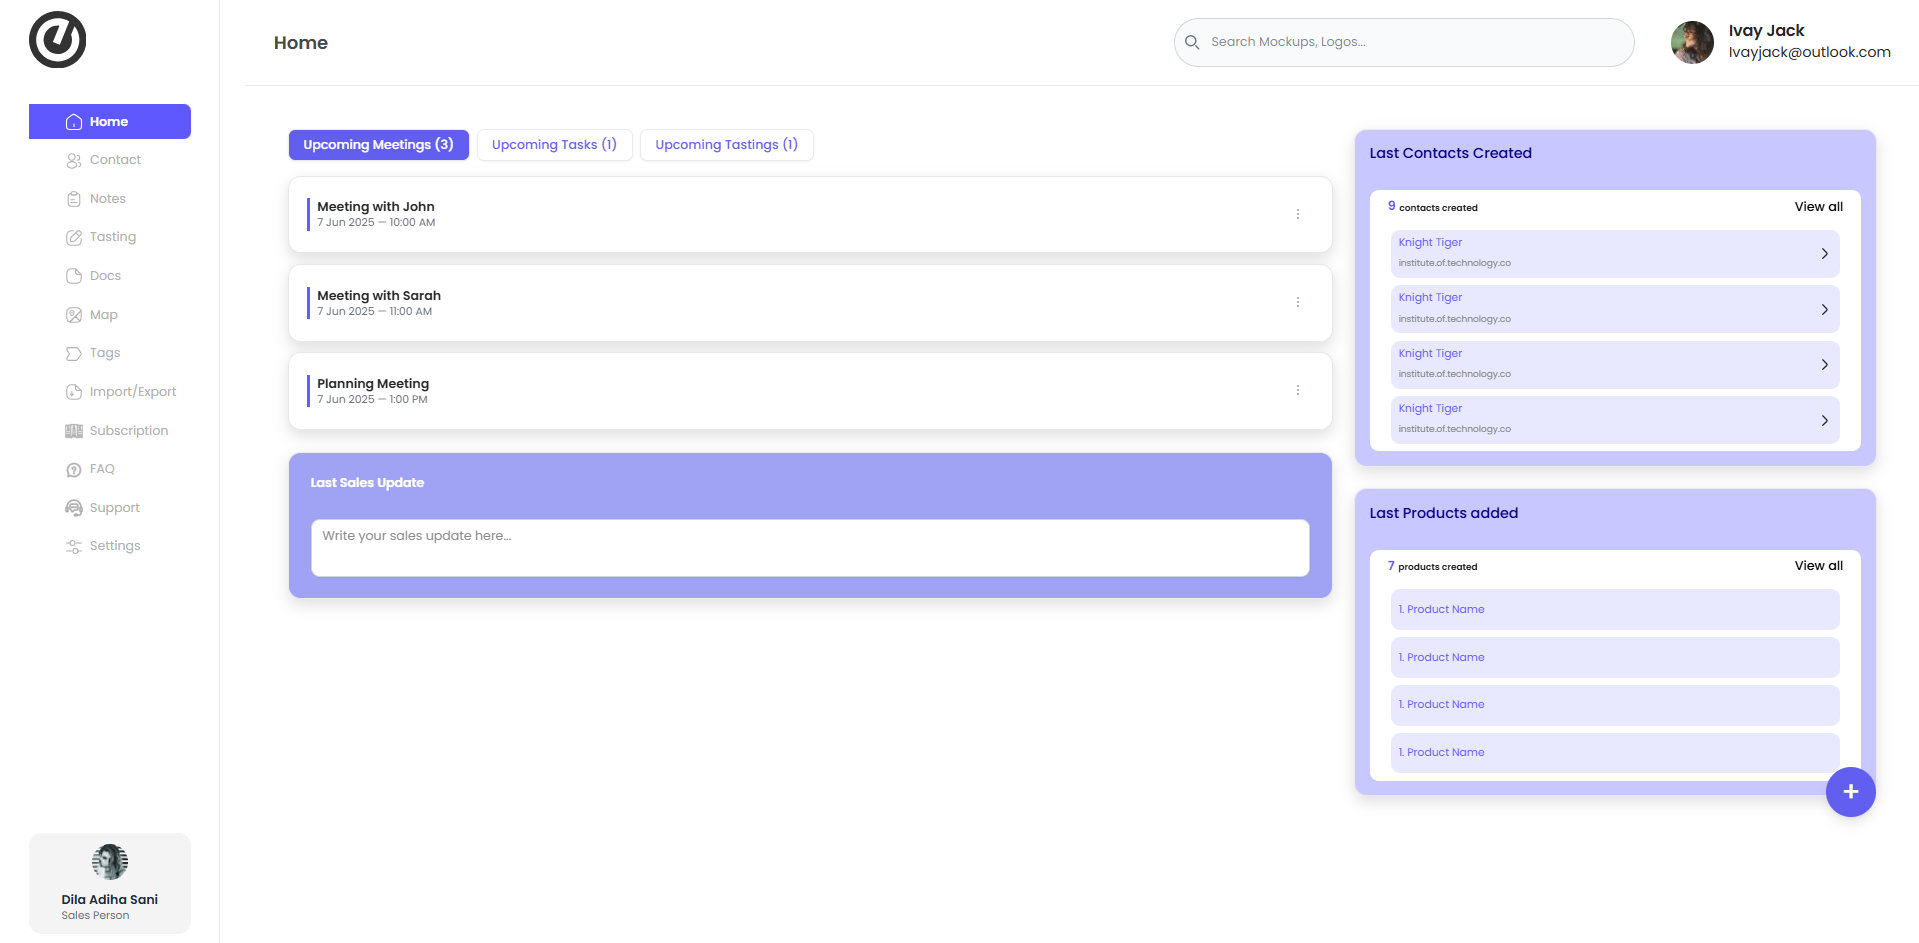 Home
Search Mockups, Logos...
Ivay Jack
Ivayjack@outlook.com
Home
Contact
Notes
Tasting
Docs
Map
Tags
Import/Export
Subscription
FAQ
Support
Settings
Dila Adiha Sani
Sales Person
Upcoming Meetings (3)
Upcoming Tasks (1)
Upcoming Tastings (1)
Meeting with John
7 Jun 2025 — 10:00 AM
Meeting with Sarah
7 Jun 2025 — 11:00 AM
Planning Meeting
7 Jun 2025 — 1:00 PM
Last Sales Update
Write your sales update here...
Last Contacts Created
9 contacts created View all
Knight Tiger
institute.of.technology.co
Knight Tiger
institute.of.technology.co
Knight Tiger
institute.of.technology.co
Knight Tiger
institute.of.technology.co
Last Products added
7 products created View all
1. Product Name
1. Product Name
1. Product Name
1. Product Name